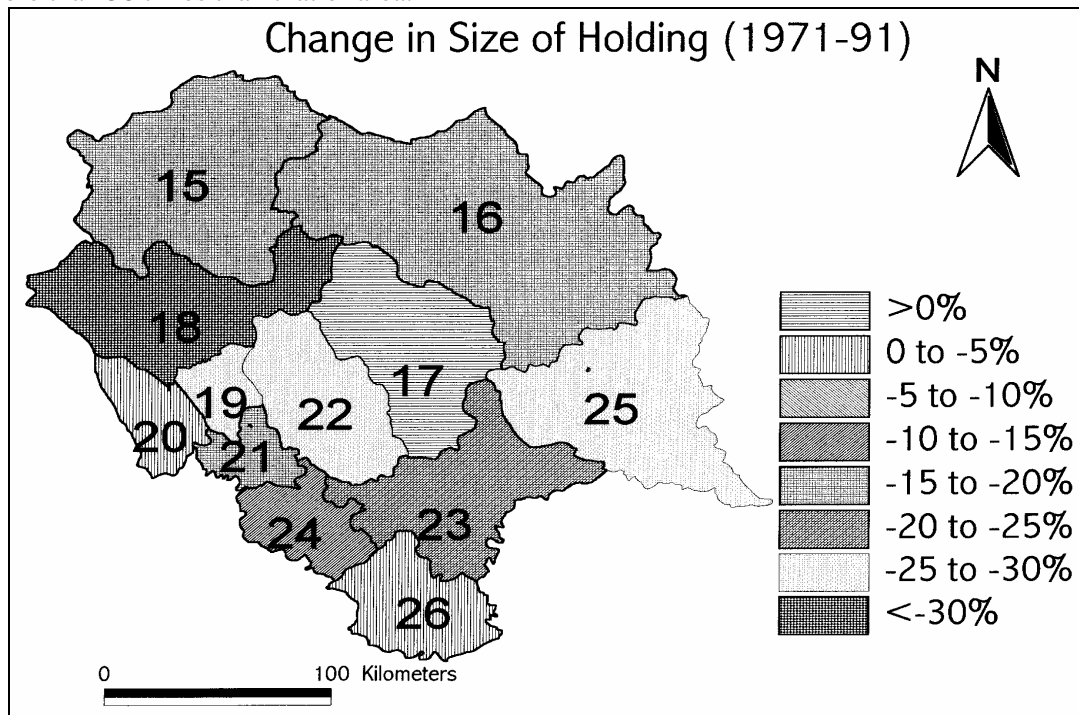 Change in Size of Holding (1971-91)
N
15
16
18
17
19
22
25
20
21
24
23
26
>0%
0 to -5%
-5 to -10%
-10 to -15%
-15 to -20%
-20 to -25%
-25 to -30%
<-30%
0 100 Kilometers